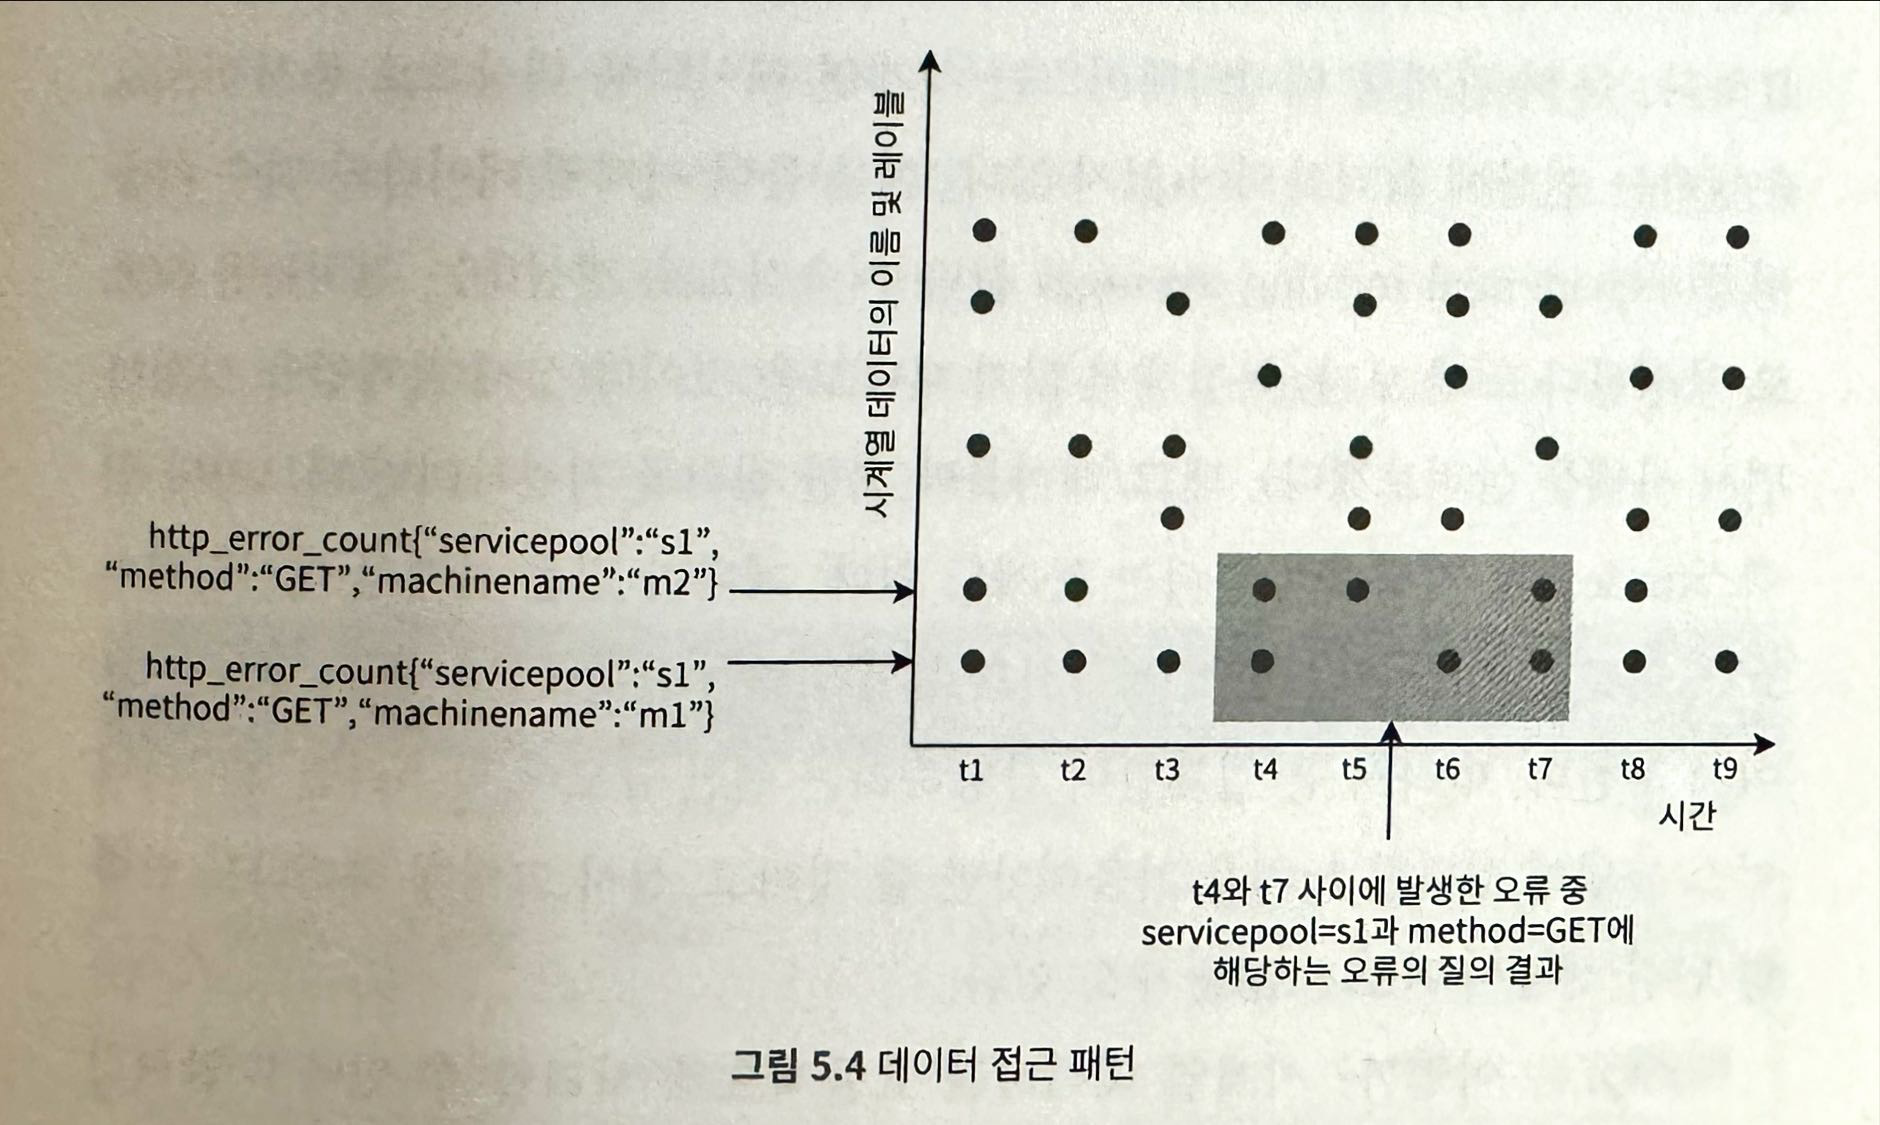 시계열 데이터의 이름 및 레이블
http_error_count{“servicepool”:“s1”,
“method”:“GET”,“machinename”:“m2”}
http_error_count{“servicepool”:“s1”,
“method”:“GET”,“machinename”:“m1”}
t1 t2 t3 t4 t5 t6 t7 t8 t9
시간
t4와 t7 사이에 발생한 오류 중
servicepool=s1과 method=GET에
해당하는 오류의 질의 결과
그림 5.4 데이터 접근 패턴